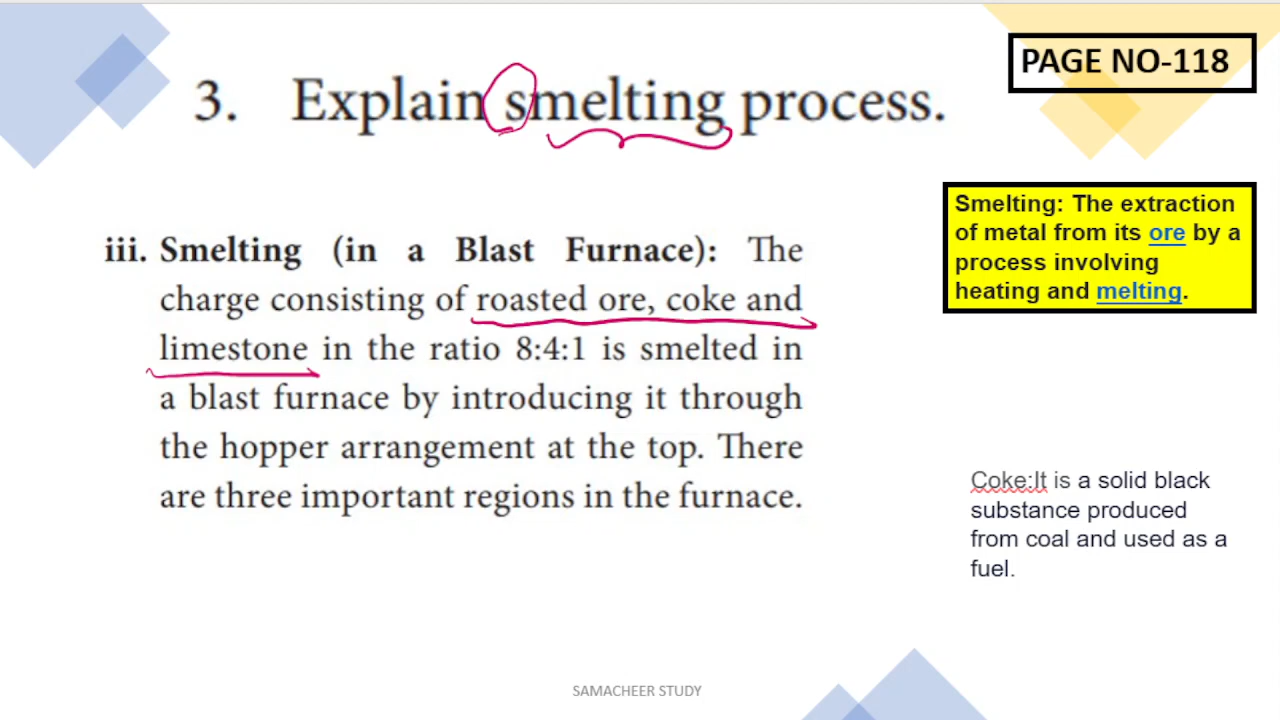 PAGE NO-118
3. Explain smelting process.
Smelting: The extraction
of metal from its ore by a
process involving
heating and melting.
iii. Smelting (in a Blast Furnace): The
charge consisting of roasted ore, coke and
limestone in the ratio 8:4:1 is smelted in
a blast furnace by introducing it through
the hopper arrangement at the top. There
are three important regions in the furnace.
Coke:It is a solid black
substance produced
from coal and used as a
fuel.
SAMACHEER STUDY